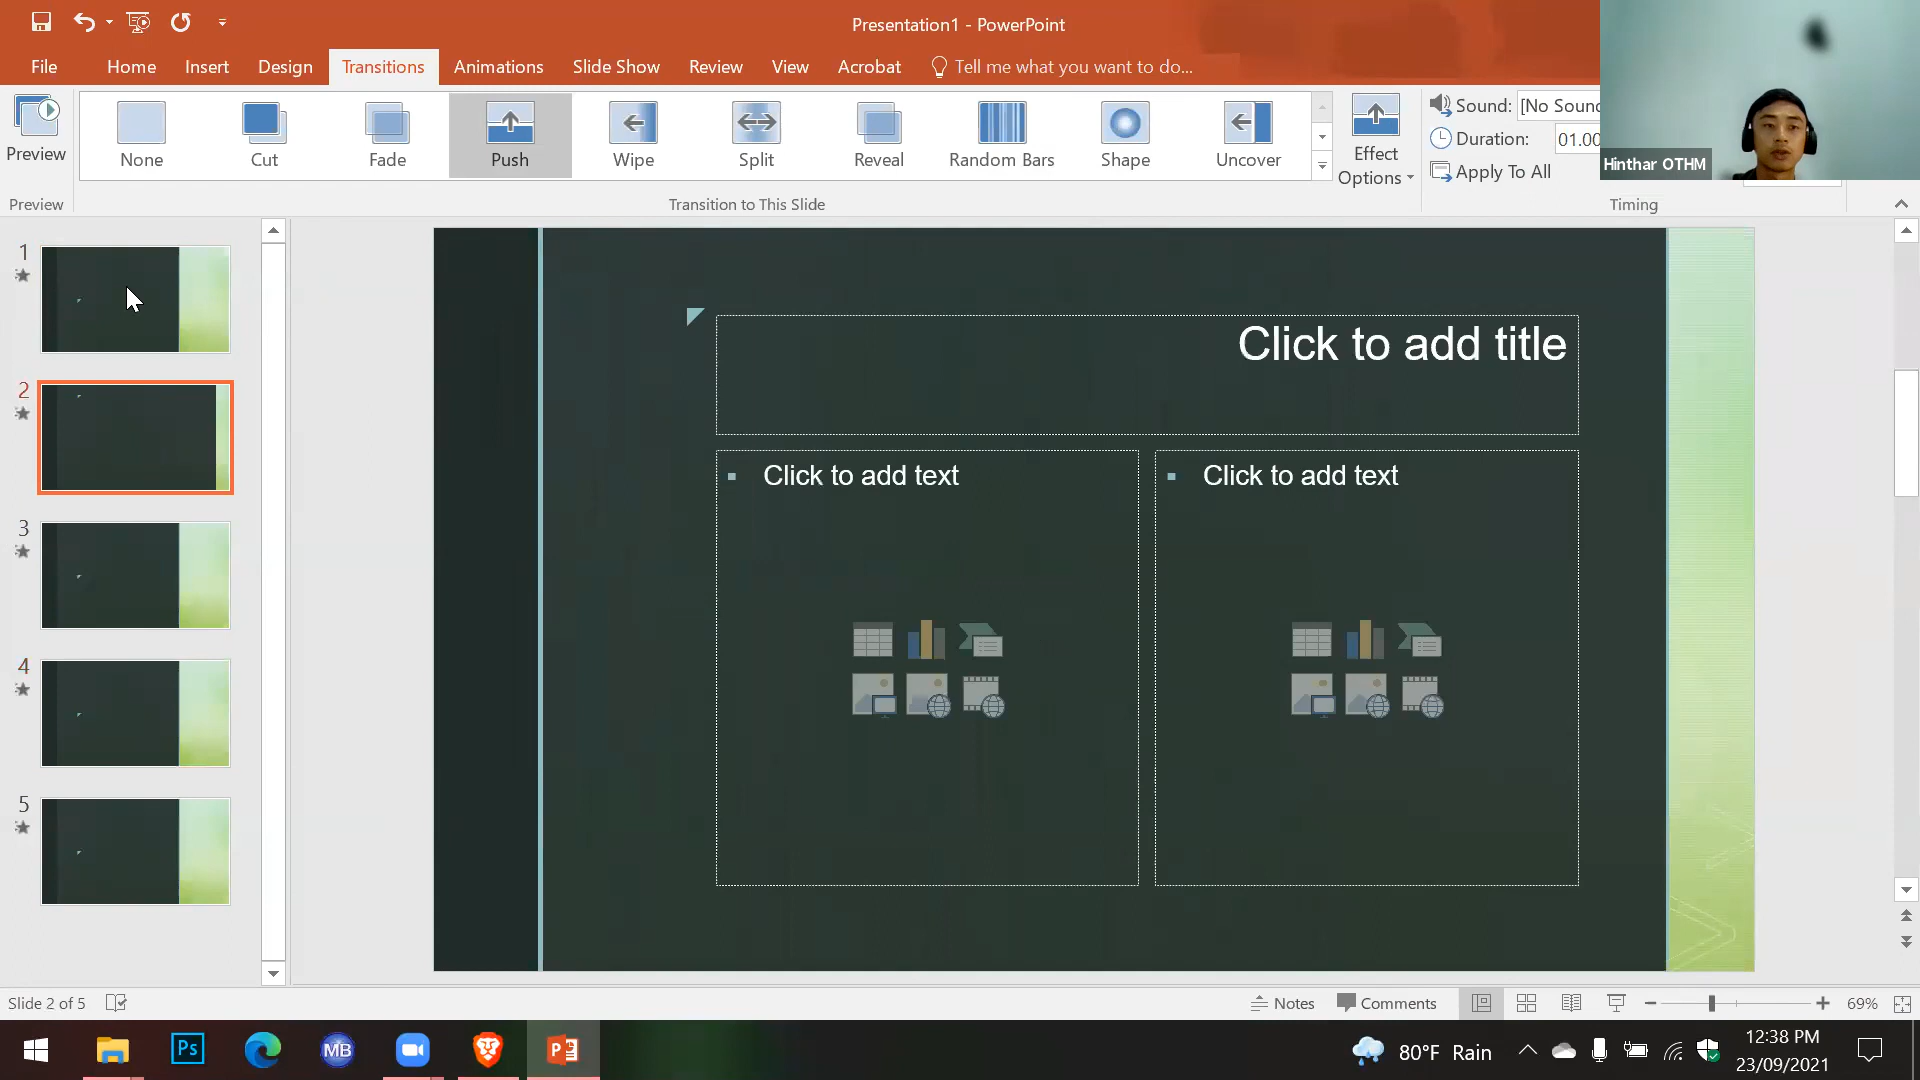 Presentation1 - PowerPoint
File
Home
Insert
Design
Transitions
Animations
Slide Show
Review
View
Acrobat
Tell me what you want to do...
Preview
None
Cut
Fade
Push
Wipe
Split
Reveal
Random Bars
Shape
Uncover
Effect
Options
Sound:
[No Soun
Duration:
01.00
Apply To All
Hinthar OTHM
Preview
Transition to This Slide
Timing
1
2
3
4
5
Click to add title
Click to add text
Click to add text
Slide 2 of 5
Notes
Comments
69%
Ps
MB
80°F Rain
12:38 PM
23/09/2021